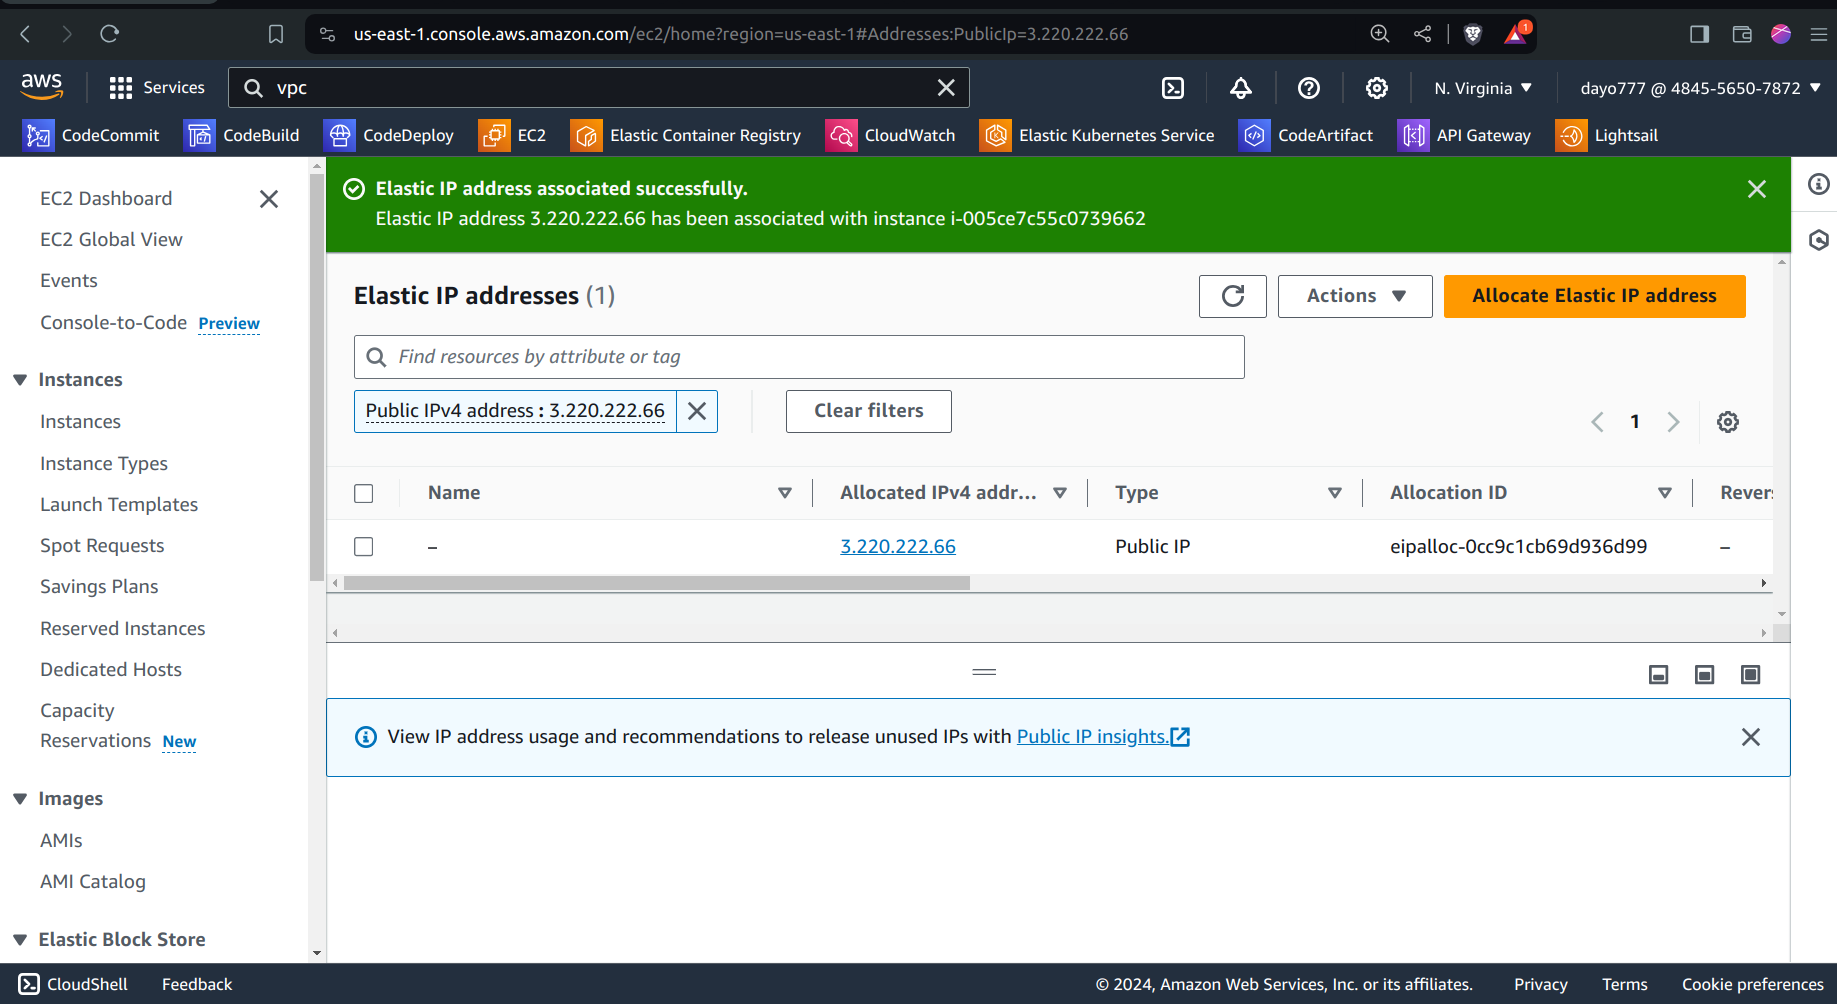 us-east-1.console.aws.amazon.com/ec2/home?region=us-east-1#Addresses:PublicIp=3.220.222.66
1
aws
Services
vpc
N. Virginia
dayo777 @ 4845-5650-7872
CodeCommit
CodeBuild
CodeDeploy
EC2
Elastic Container Registry
CloudWatch
Elastic Kubernetes Service
CodeArtifact
API Gateway
Lightsail
EC2 Dashboard
EC2 Global View
Events
Console-to-Code Preview
Instances
Instances
Instance Types
Launch Templates
Spot Requests
Savings Plans
Reserved Instances
Dedicated Hosts
Capacity
Reservations New
Images
AMIs
AMI Catalog
Elastic Block Store
Elastic IP address associated successfully.
Elastic IP address 3.220.222.66 has been associated with instance i-005ce7c55c0739662
Elastic IP addresses (1)
Actions
Allocate Elastic IP address
Find resources by attribute or tag
Public IPv4 address : 3.220.222.66
Clear filters
1
Name
Allocated IPv4 addr...
Type
Allocation ID
Revers
–
3.220.222.66
Public IP
eipalloc-0cc9c1cb69d936d99
–
View IP address usage and recommendations to release unused IPs with Public IP insights.
CloudShell
Feedback
© 2024, Amazon Web Services, Inc. or its affiliates.
Privacy
Terms
Cookie preferences